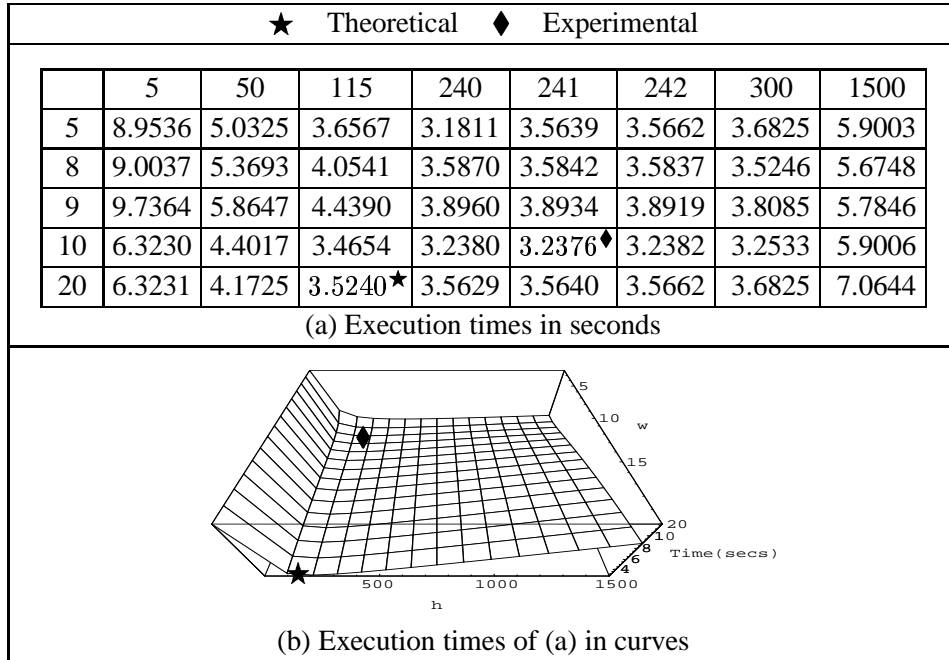 ★ Theoretical ♦ Experimental
5 50 115 240 241 242 300 1500
5 8.9536 5.0325 3.6567 3.1811 3.5639 3.5662 3.6825 5.9003
8 9.0037 5.3693 4.0541 3.5870 3.5842 3.5837 3.5246 5.6748
9 9.7364 5.8647 4.4390 3.8960 3.8934 3.8919 3.8085 5.7846
10 6.3230 4.4017 3.4654 3.2380 3.2376♦ 3.2382 3.2533 5.9006
20 6.3231 4.1725 3.5240★ 3.5629 3.5640 3.5662 3.6825 7.0644
(a) Execution times in seconds
5
10
w
15
20
10
8
Time(secs)
6
4
500 1000 1500
h
(b) Execution times of (a) in curves